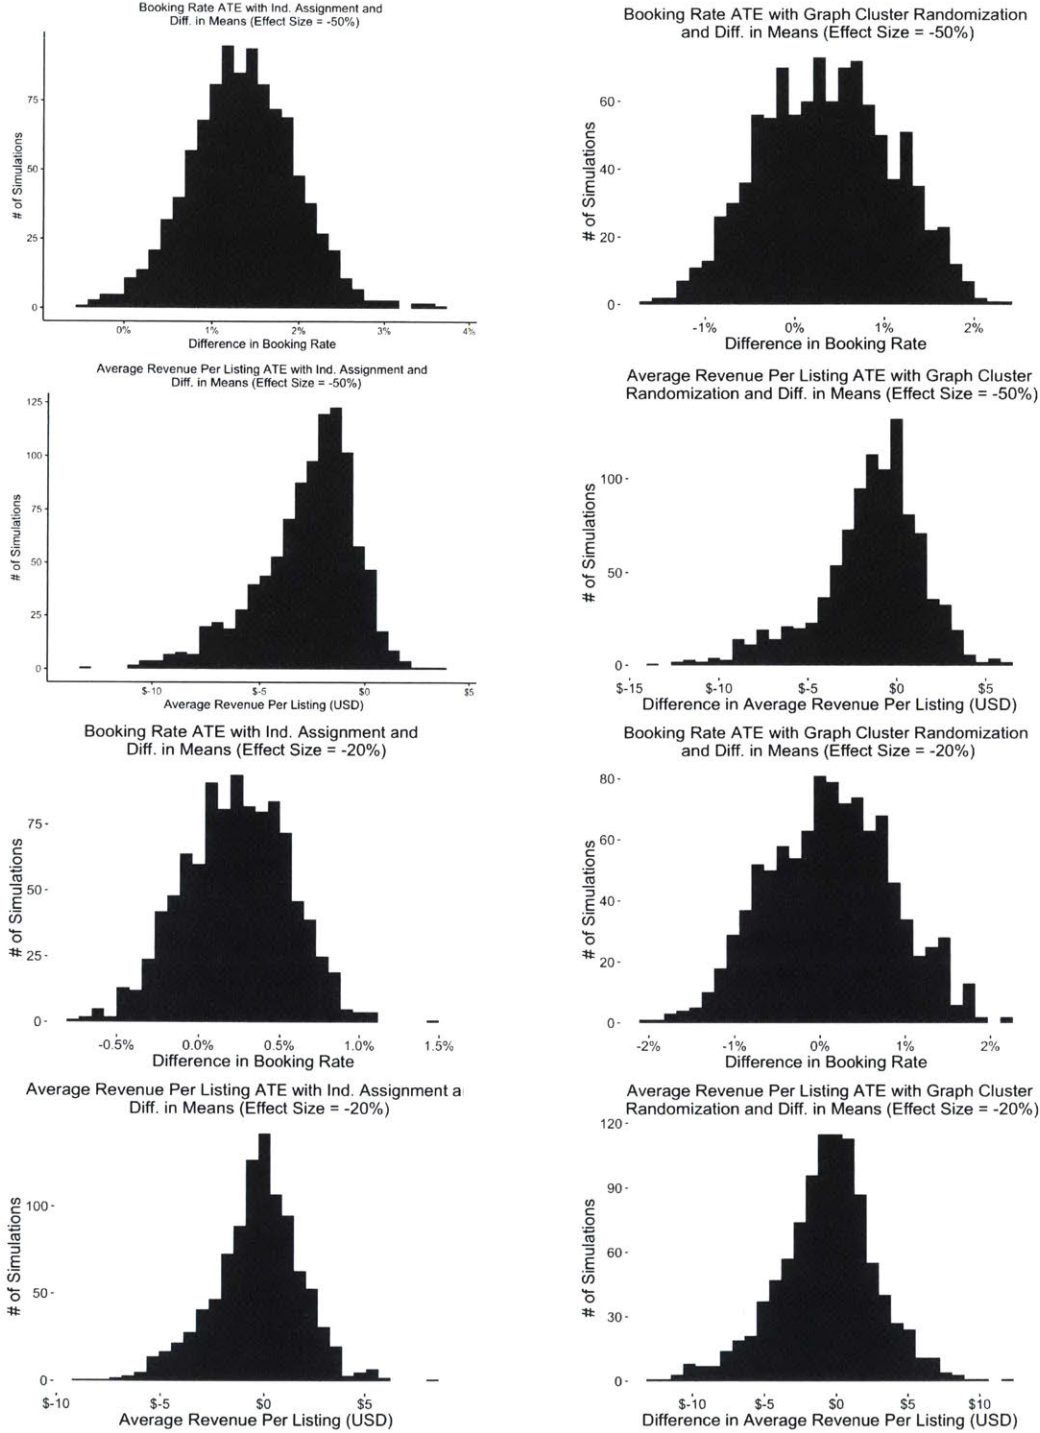 Booking Rate ATE with Ind. Assignment and
Diff. in Means (Effect Size = -50%)
# of Simulations
75
50
25
0
0% 1% 2% 3% 4%
Difference in Booking Rate
Booking Rate ATE with Graph Cluster Randomization
and Diff. in Means (Effect Size = -50%)
# of Simulations
60
40
20
0
-1% 0% 1% 2%
Difference in Booking Rate
Average Revenue Per Listing ATE with Ind. Assignment and
Diff. in Means (Effect Size = -50%)
# of Simulations
125
100
75
50
25
0
$-10 $-5 $0 $5
Average Revenue Per Listing (USD)
Average Revenue Per Listing ATE with Graph Cluster
Randomization and Diff. in Means (Effect Size = -50%)
# of Simulations
100
50
0
$-15 $-10 $-5 $0 $5
Difference in Average Revenue Per Listing (USD)
Booking Rate ATE with Ind. Assignment and
Diff. in Means (Effect Size = -20%)
# of Simulations
75
50
25
0
-0.5% 0.0% 0.5% 1.0% 1.5%
Difference in Booking Rate
Booking Rate ATE with Graph Cluster Randomization
and Diff. in Means (Effect Size = -20%)
# of Simulations
80
60
40
20
0
-2% -1% 0% 1% 2%
Difference in Booking Rate
Average Revenue Per Listing ATE with Ind. Assignment a
Diff. in Means (Effect Size = -20%)
# of Simulations
100
50
0
$-10 $-5 $0 $5
Average Revenue Per Listing (USD)
Average Revenue Per Listing ATE with Graph Cluster
Randomization and Diff. in Means (Effect Size = -20%)
# of Simulations
120
90
60
30
0
$-10 $-5 $0 $5 $10
Difference in Average Revenue Per Listing (USD)